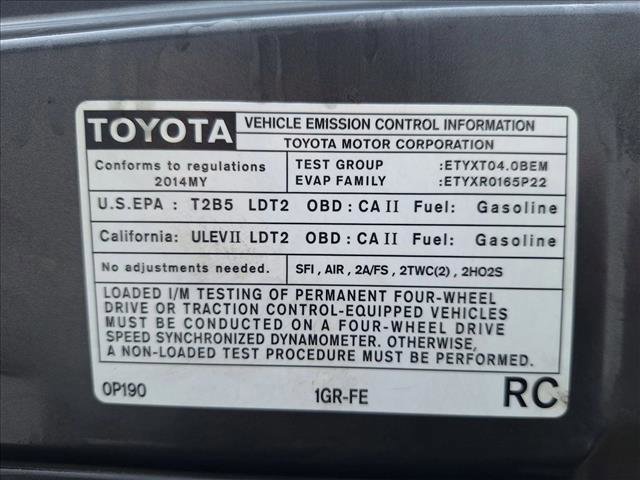 TOYOTA
VEHICLE EMISSION CONTROL INFORMATION
TOYOTA MOTOR CORPORATION
Conforms to regulations
2014MY
TEST GROUP :ETYXT04.0BEM
EVAP FAMILY :ETYXR0165P22
U.S.EPA : T2B5 LDT2 OBD : CA II Fuel: Gasoline
California: ULEV II LDT2 OBD : CA II Fuel: Gasoline
No adjustments needed.
SFI , AIR , 2A/FS , 2TWC(2) , 2HO2S
LOADED I/M TESTING OF PERMANENT FOUR-WHEEL
DRIVE OR TRACTION CONTROL-EQUIPPED VEHICLES
MUST BE CONDUCTED ON A FOUR-WHEEL DRIVE
SPEED SYNCHRONIZED DYNAMOMETER. OTHERWISE,
A NON-LOADED TEST PROCEDURE MUST BE PERFORMED.
0P190 1GR-FE RC